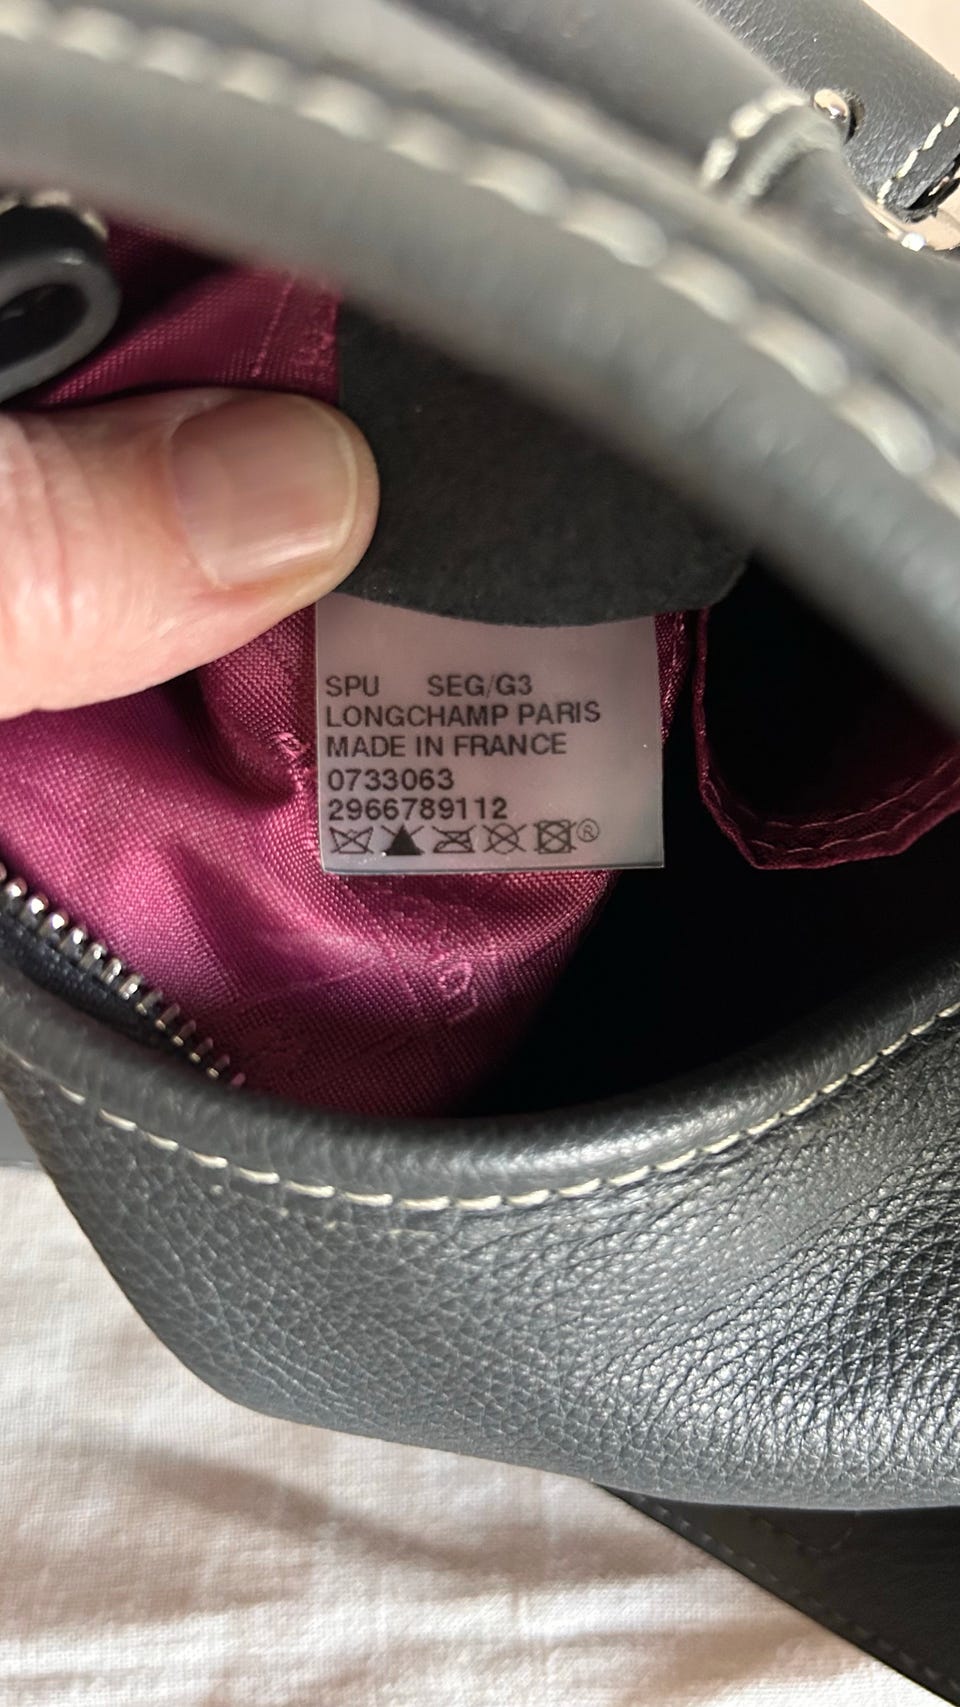 SPU SEG/G3
LONGCHAMP PARIS
MADE IN FRANCE
0733063
2966789112
®